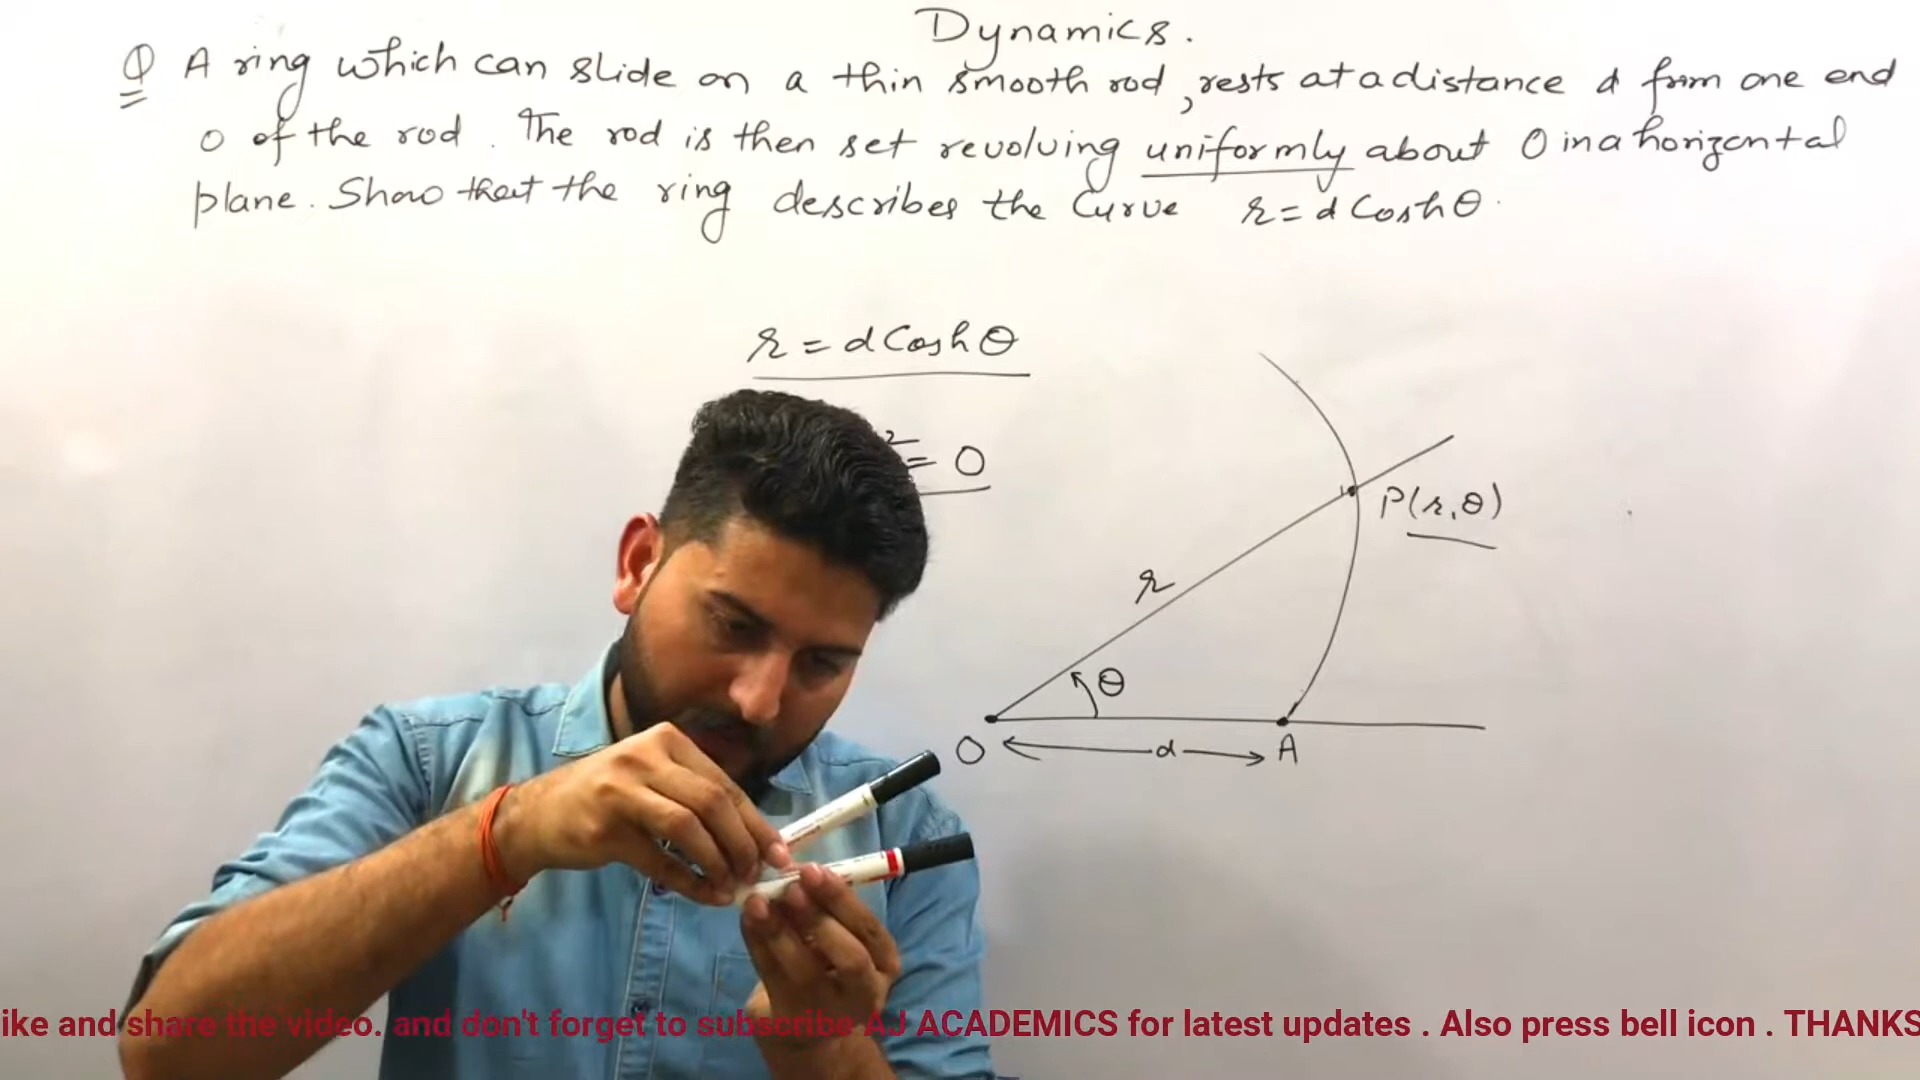 Dynamics.
Q A ring which can slide on a thin smooth rod, rests at a distance d from one end
O of the rod. The rod is then set revolving uniformly about O in a horizontal
plane. Show that the ring describes the curve r = d Cosh θ.
r = d Cosh θ
2
= 0
P(r, θ)
r
θ
O d A
ike and share the video. and don't forget to subscribe AJ ACADEMICS for latest updates . Also press bell icon . THANKS